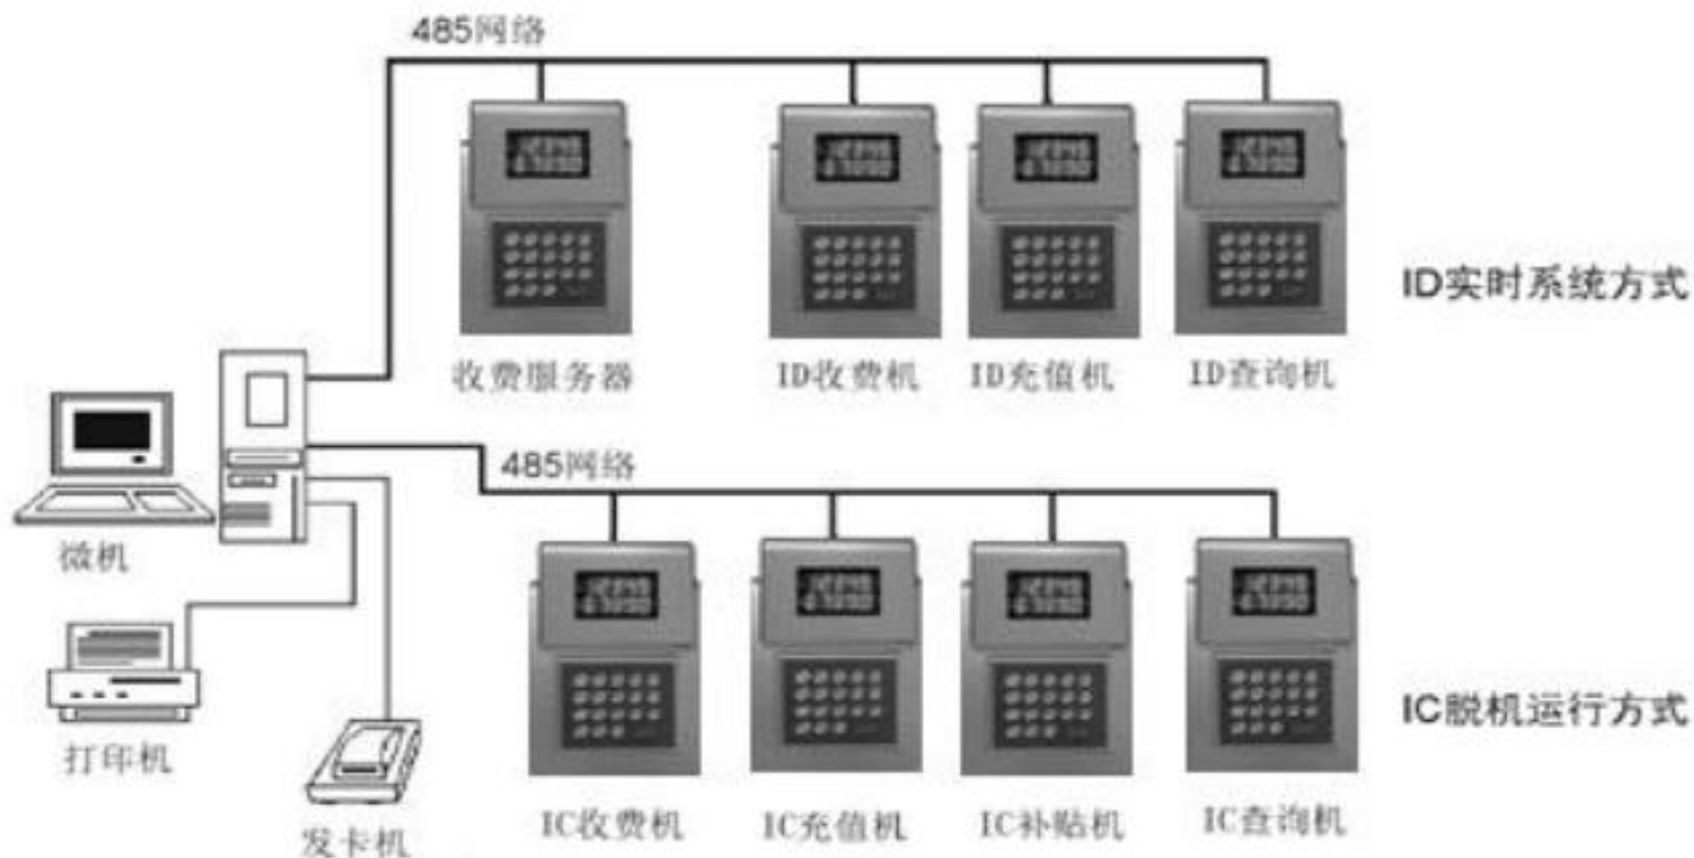 485网络
ID实时系统方式
收费服务器
ID收费机
ID充值机
ID查询机
485网络
微机
打印机
发卡机
IC脱机运行方式
IC收费机
IC充值机
IC补贴机
IC查询机